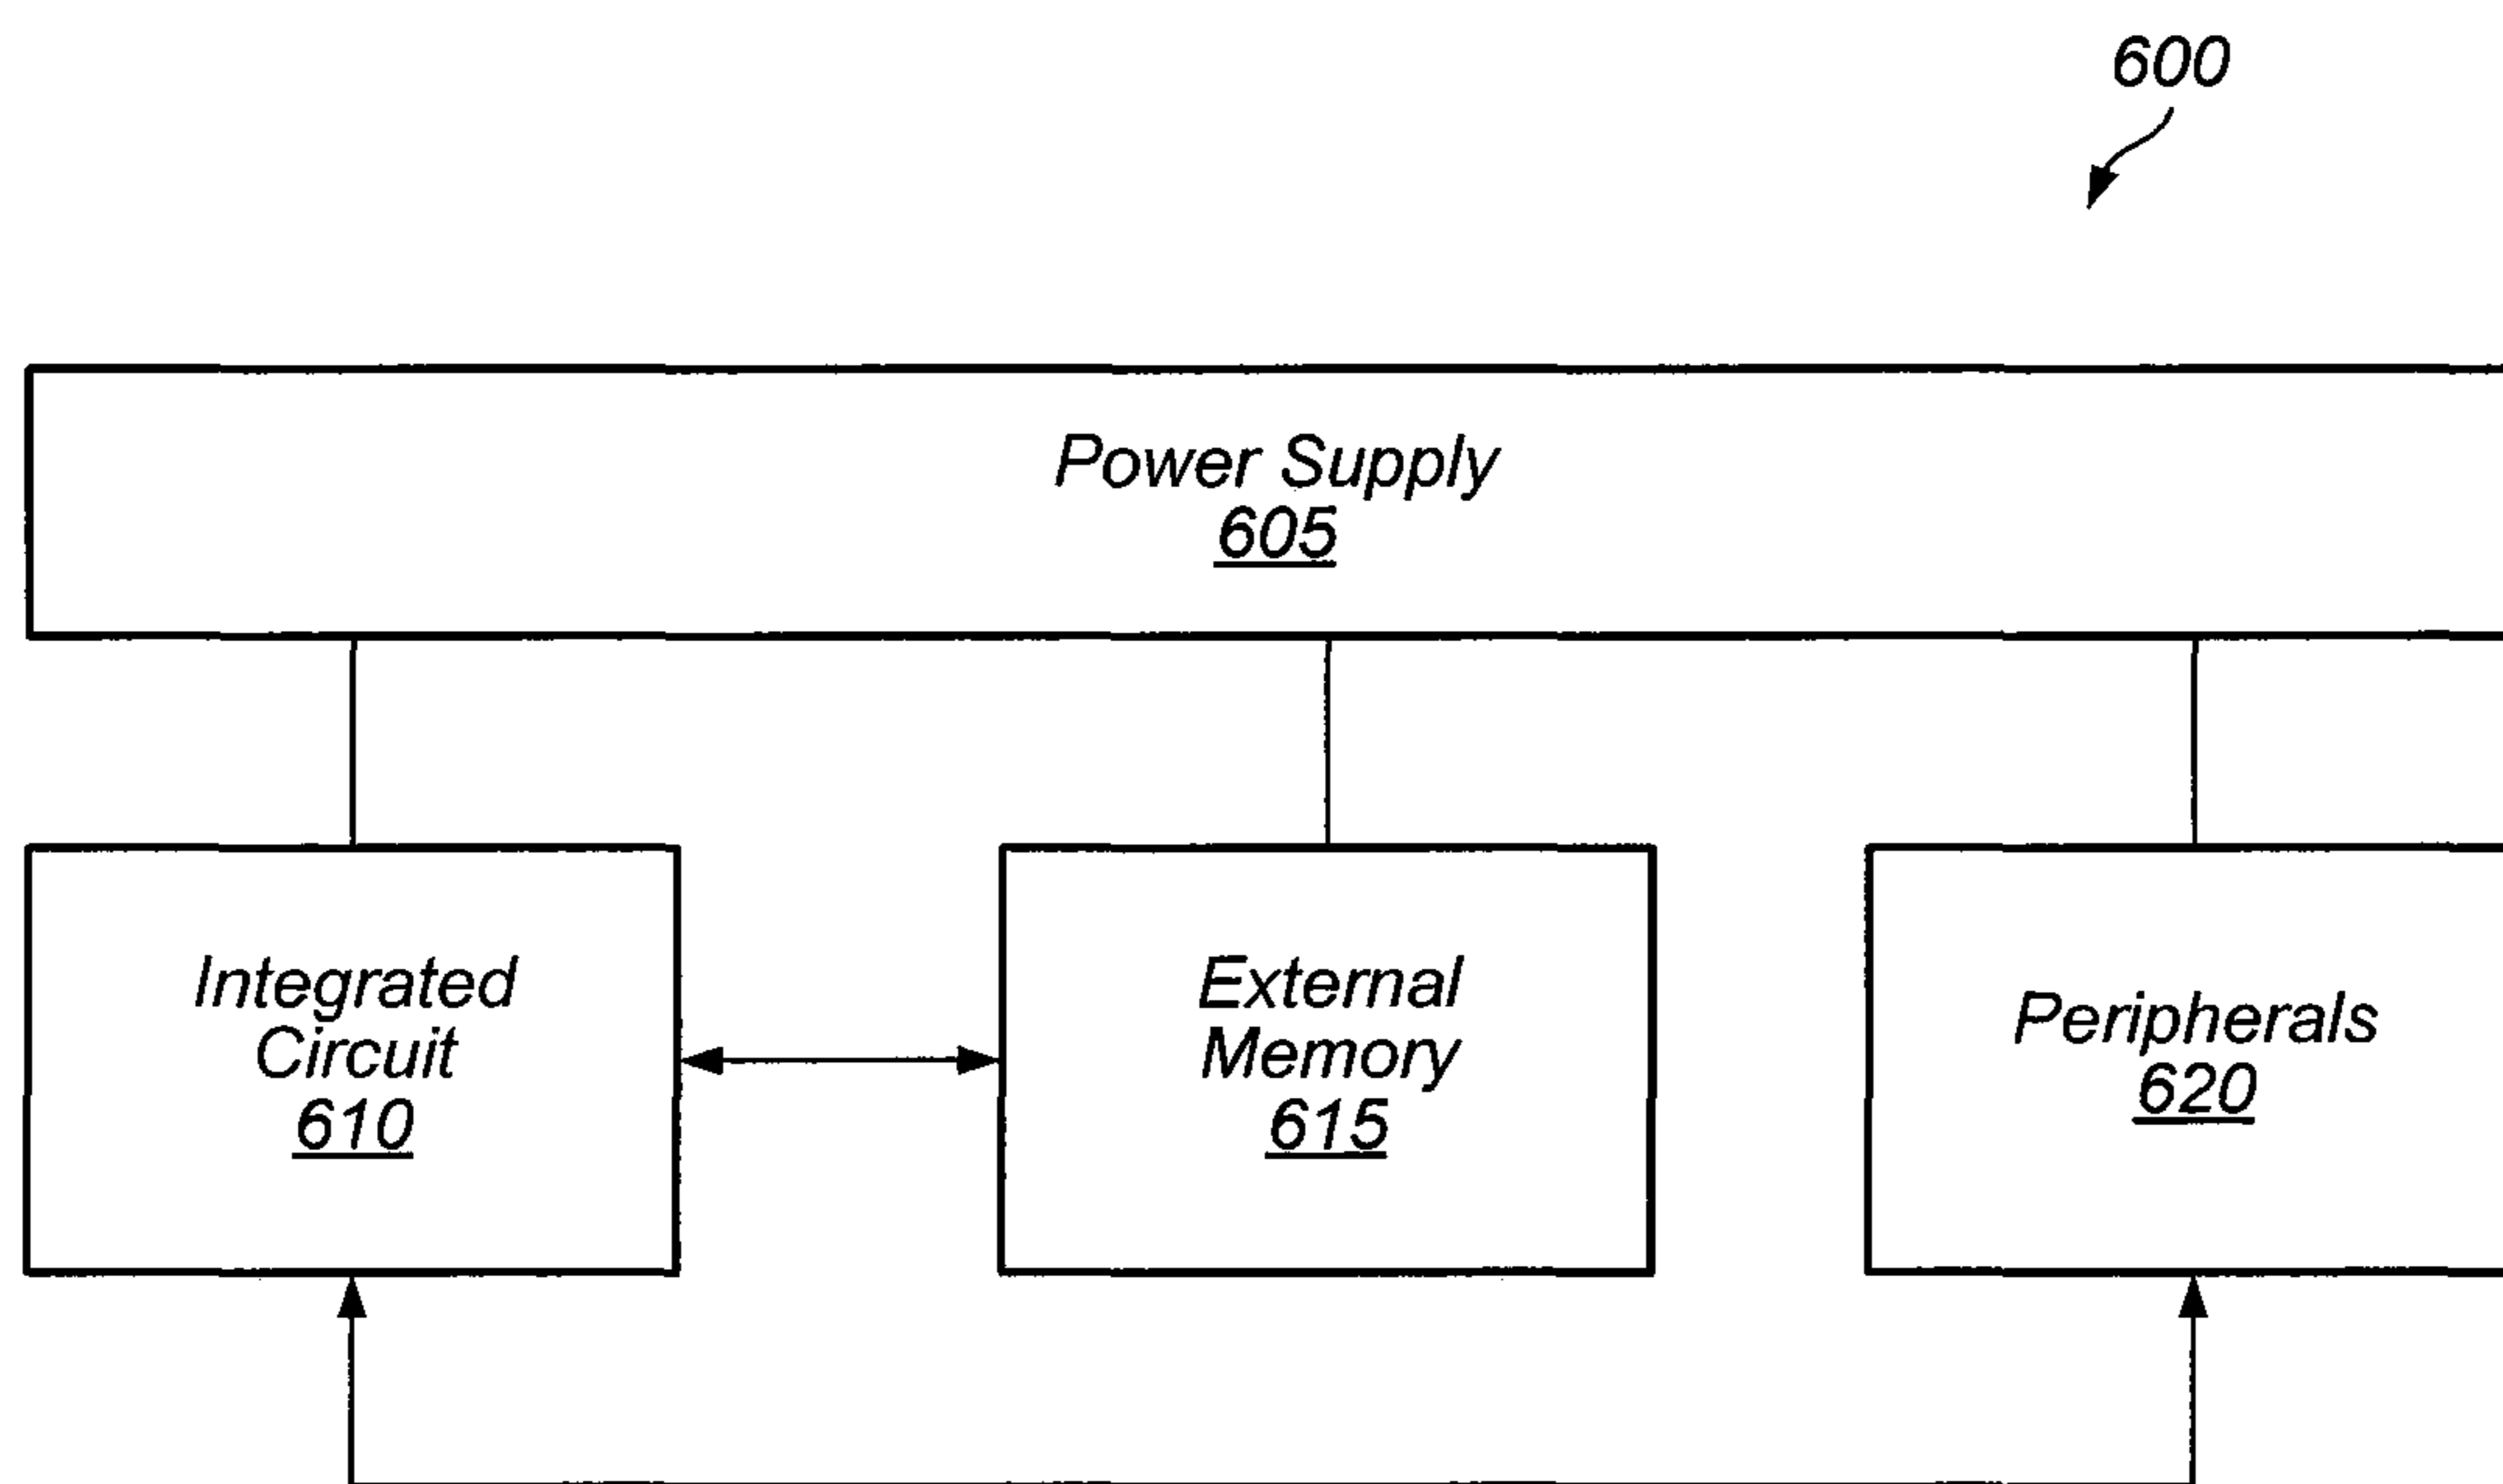 600
Power Supply
605
Integrated
Circuit
610
External
Memory
615
Peripherals
620